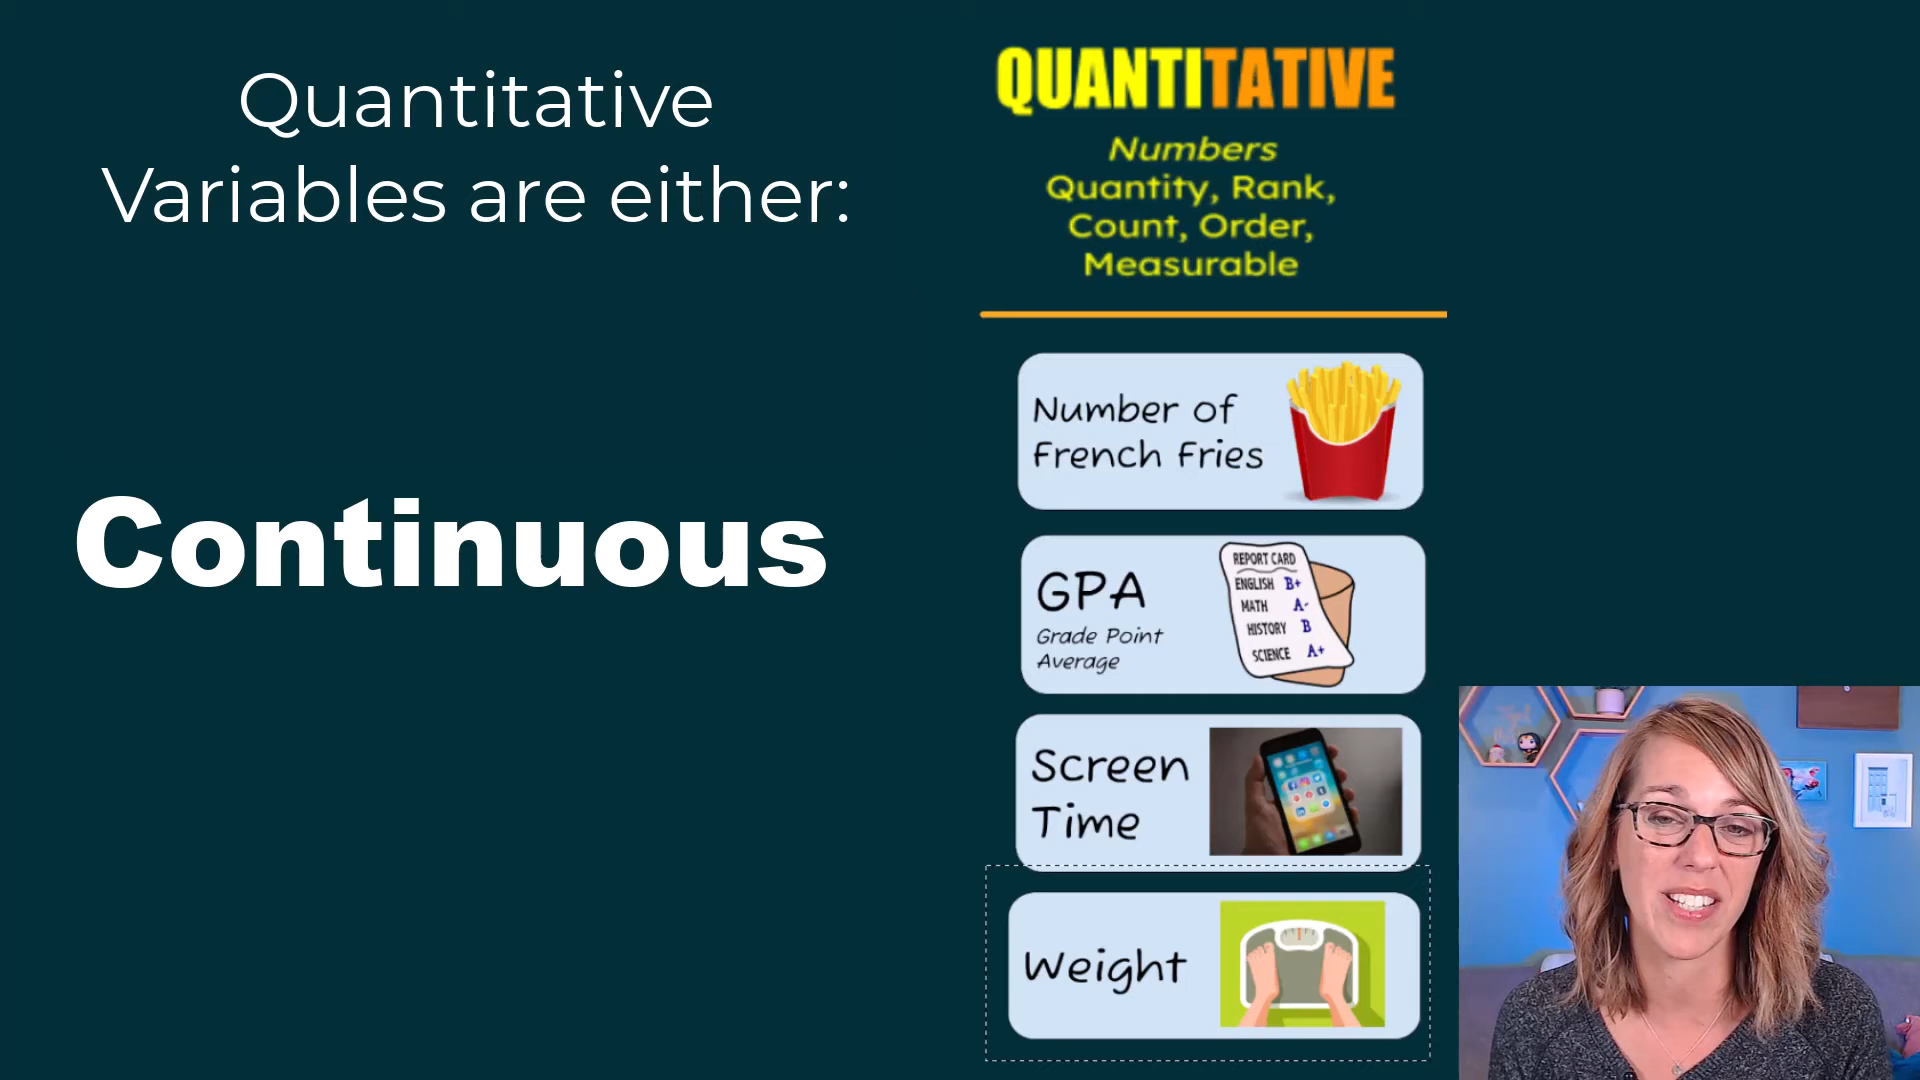 Quantitative
Variables are either:
Continuous
QUANTITATIVE
Numbers
Quantity, Rank,
Count, Order,
Measurable
Number of
French Fries
GPA
Grade Point
Average
REPORT CARD
ENGLISH B+
MATH A-
HISTORY B
SCIENCE A+
Screen
Time
Weight